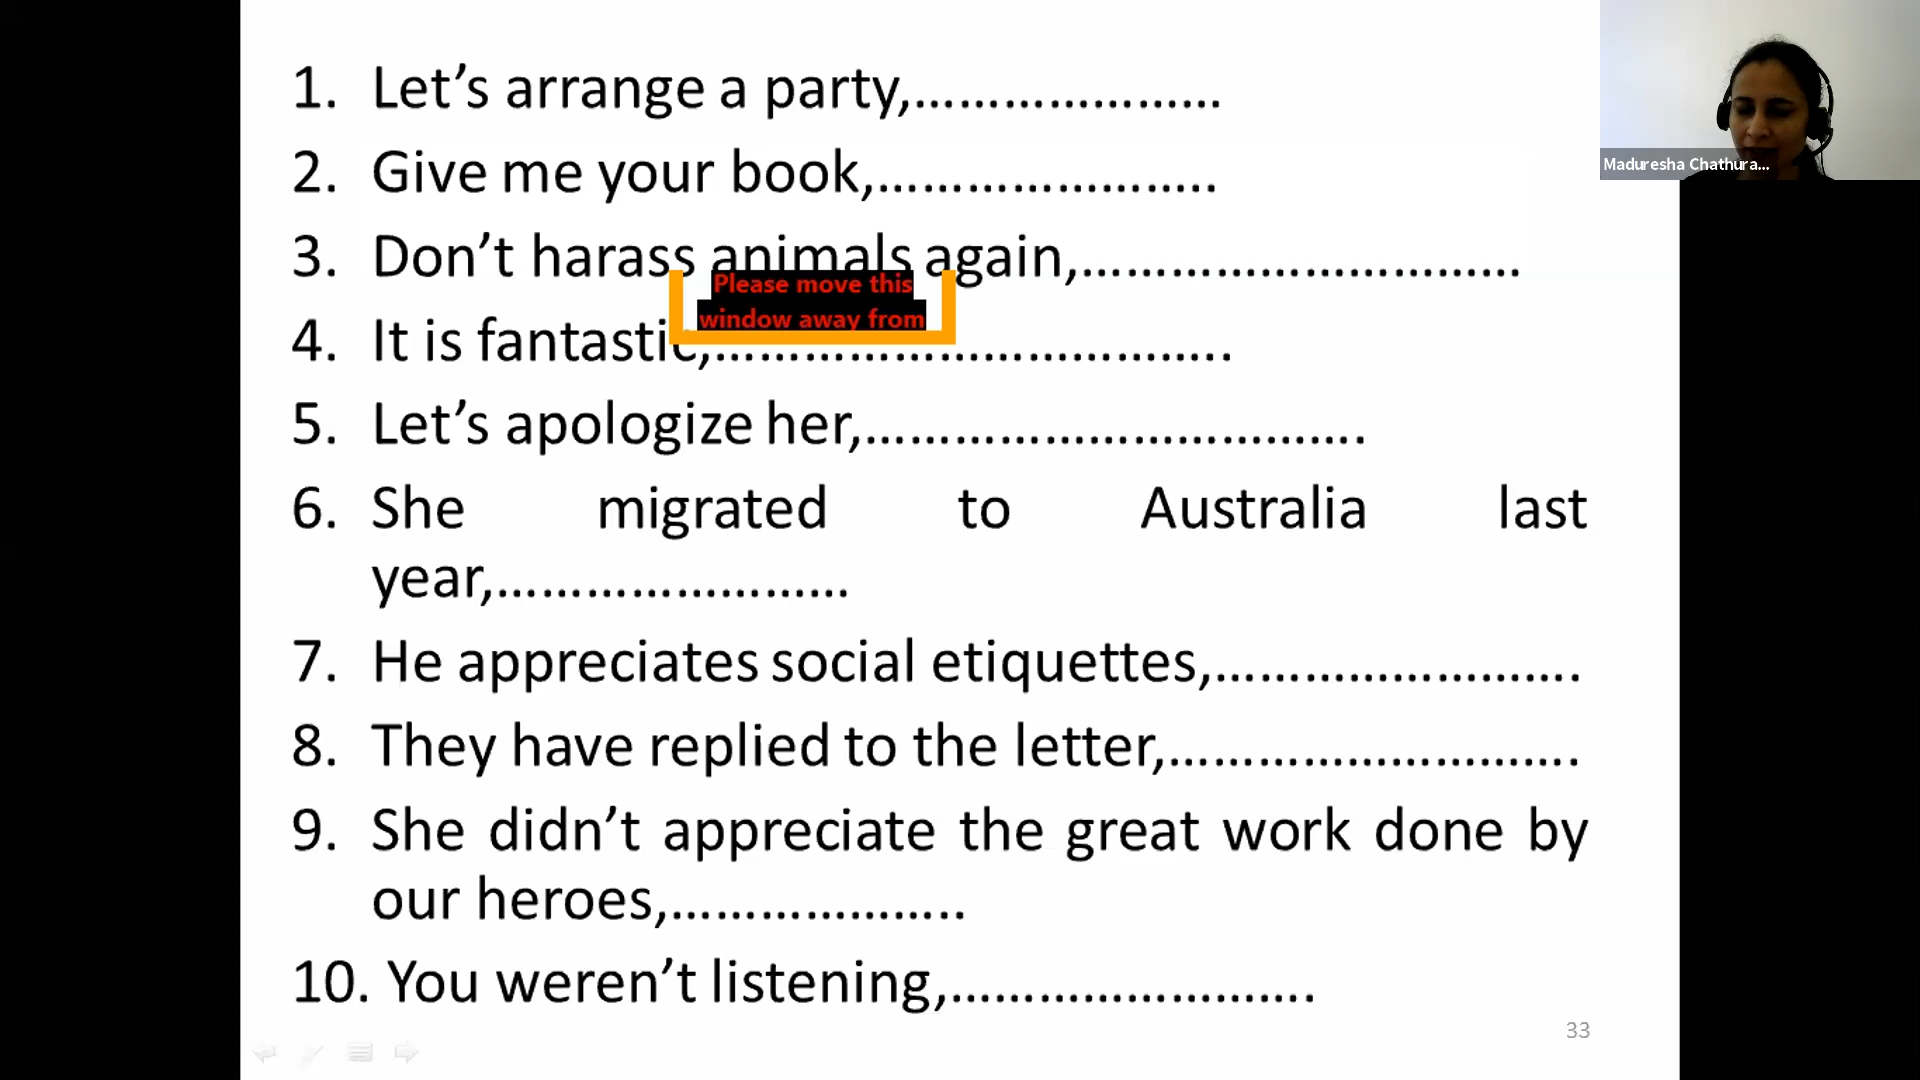 1. Let’s arrange a party,…………………
2. Give me your book,…………………..
3. Don’t harass animals again,…………………………
Please move this
window away from
4. It is fantastic,……………………………..
5. Let’s apologize her,…………………………….
6. She migrated to Australia last
year,……………………
7. He appreciates social etiquettes,…………………….
8. They have replied to the letter,……………………….
9. She didn’t appreciate the great work done by
our heroes,………………..
10. You weren’t listening,…………………….
33
Maduresha Chathura...